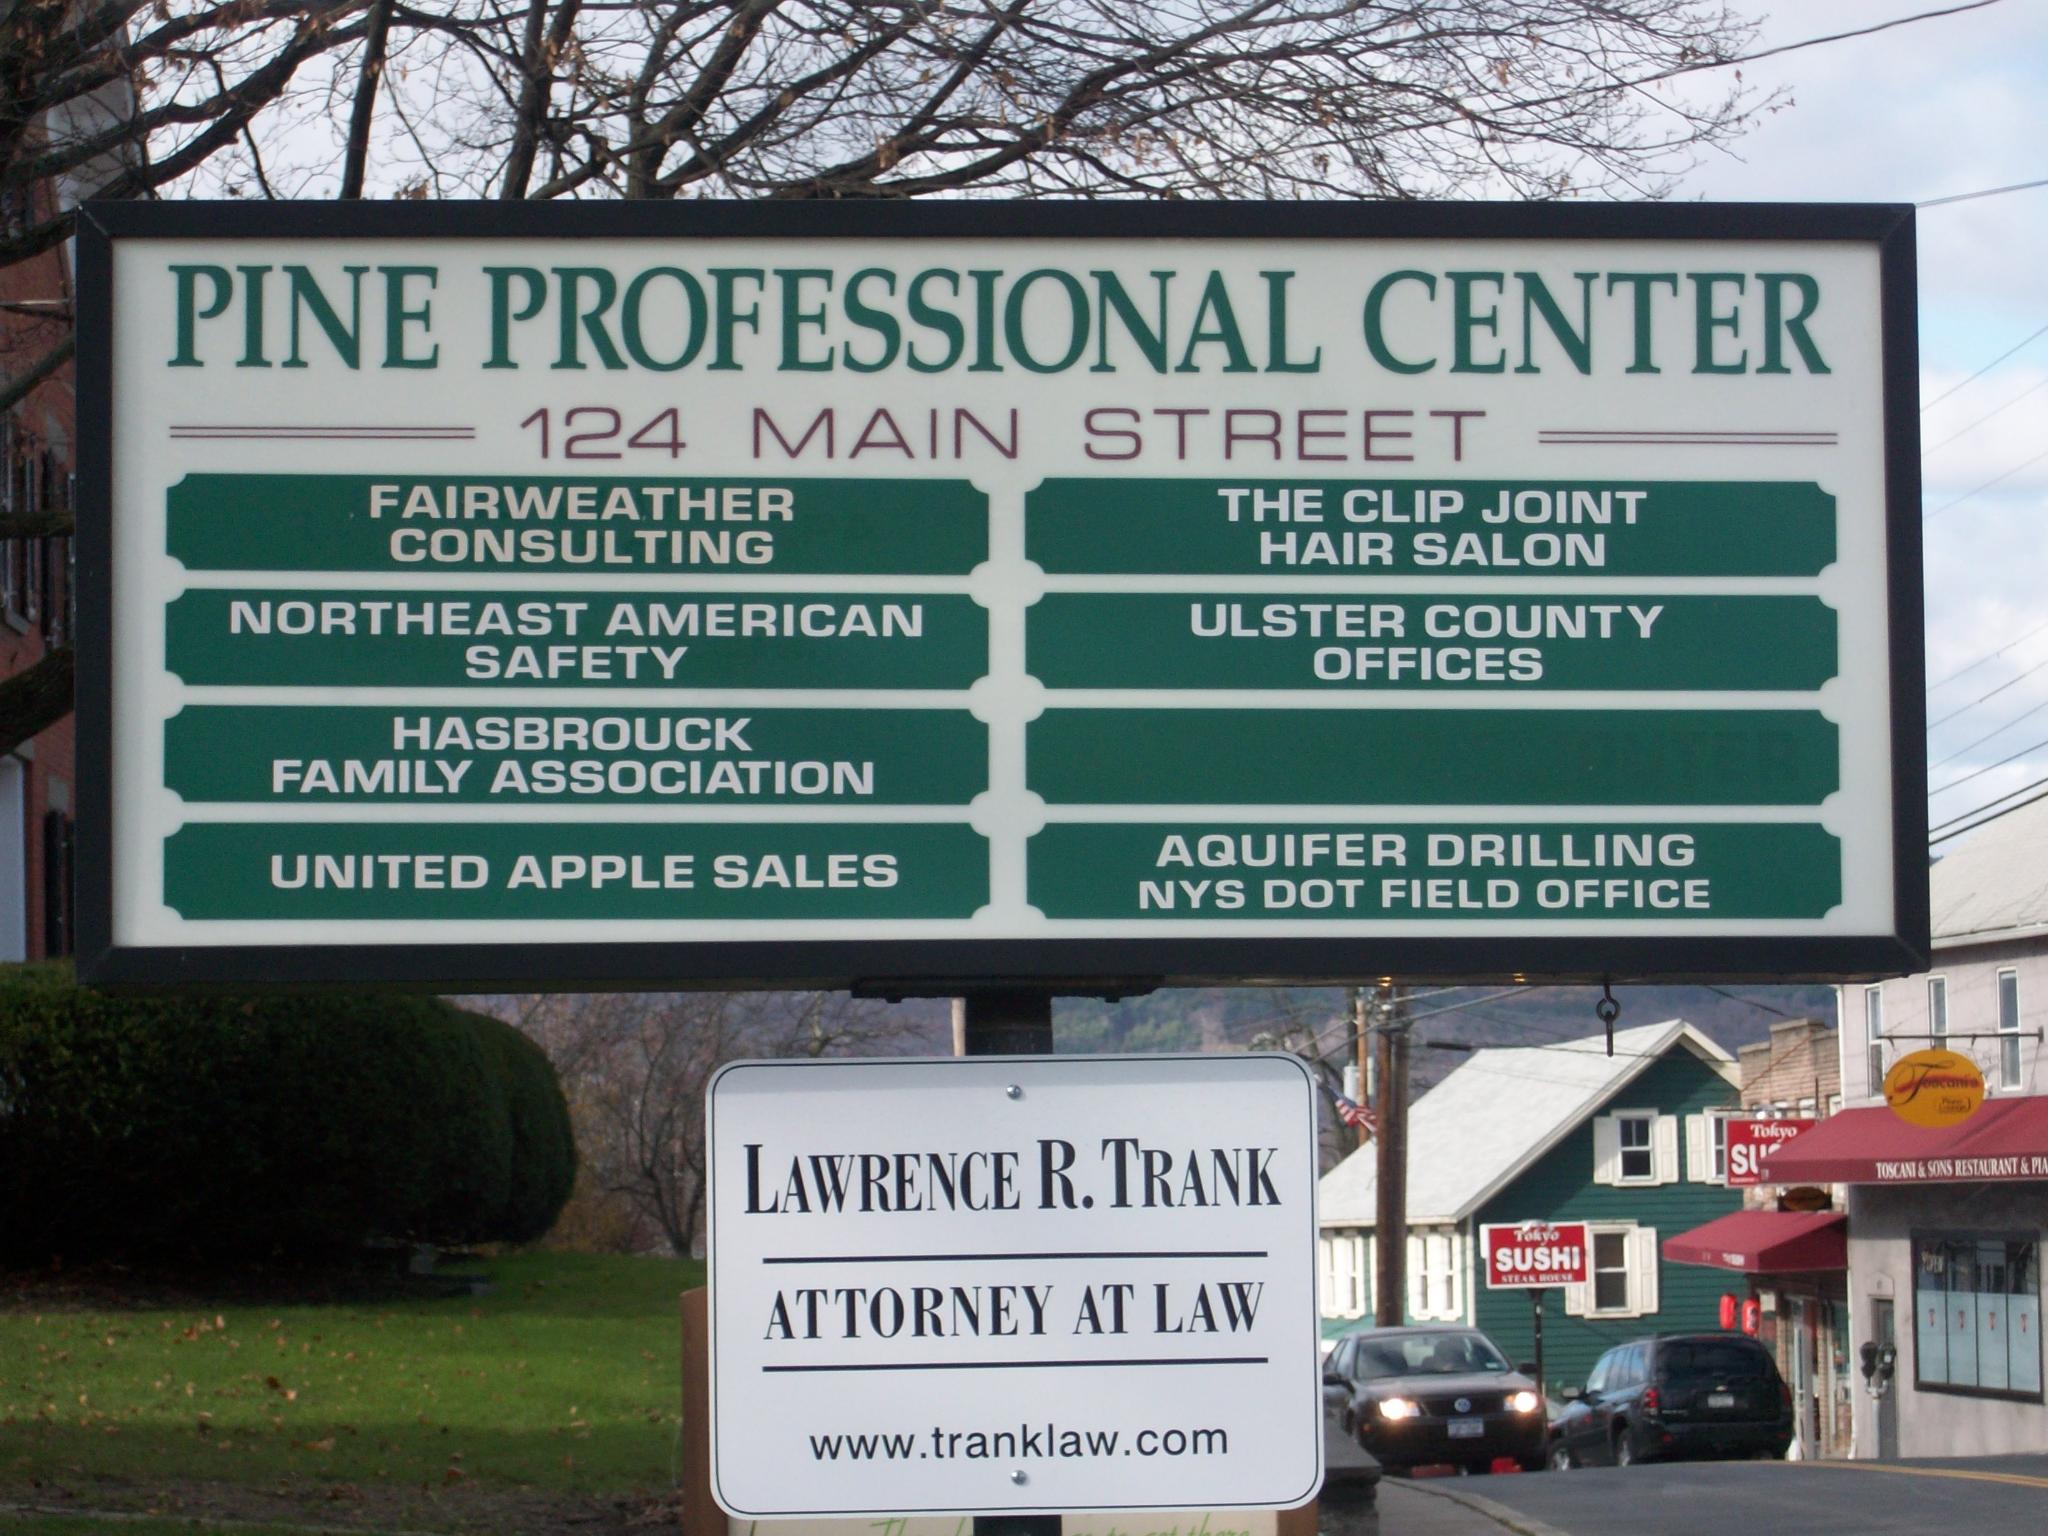 PINE PROFESSIONAL CENTER
124 MAIN STREET
FAIRWEATHER
CONSULTING
THE CLIP JOINT
HAIR SALON
NORTHEAST AMERICAN
SAFETY
ULSTER COUNTY
OFFICES
HASBROUCK
FAMILY ASSOCIATION
UNITED APPLE SALES
AQUIFER DRILLING
NYS DOT FIELD OFFICE
LAWRENCE R. TRANK
ATTORNEY AT LAW
www.tranklaw.com
Toscani's
Tokyo
TOSCANI & SONS RESTAURANT &
Tokyo
SUSHI
STEAK HOUSE